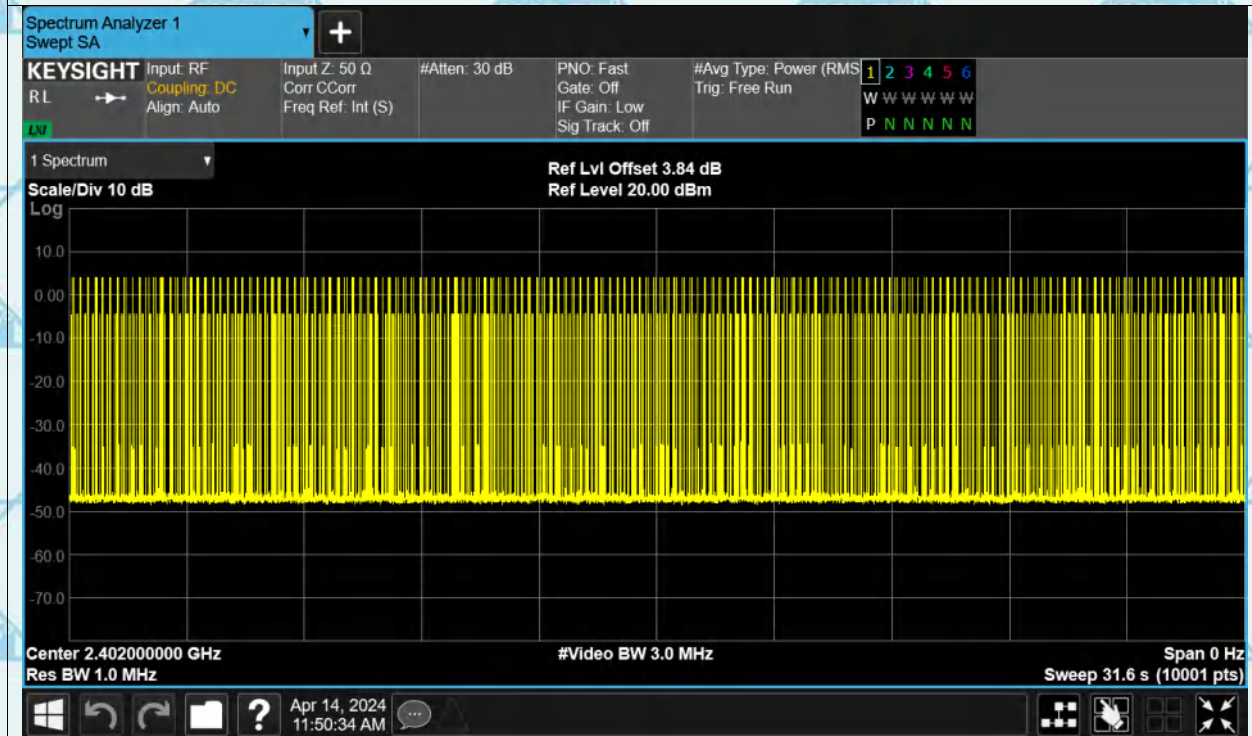 Spectrum Analyzer 1
Swept SA
+
KEYSIGHT
RL
LXI
Input: RF
Coupling: DC
Align: Auto
Input Z: 50 Ω
Corr CCorr
Freq Ref: Int (S)
#Atten: 30 dB
PNO: Fast
Gate: Off
IF Gain: Low
Sig Track: Off
#Avg Type: Power (RMS
Trig: Free Run
1 2 3 4 5 6
W W W W W W
P N N N N N
1 Spectrum
Scale/Div 10 dB
Ref Lvl Offset 3.84 dB
Ref Level 20.00 dBm
Log
10.0
0.00
-10.0
-20.0
-30.0
-40.0
-50.0
-60.0
-70.0
Center 2.402000000 GHz
Res BW 1.0 MHz
#Video BW 3.0 MHz
Span 0 Hz
Sweep 31.6 s (10001 pts)
?
Apr 14, 2024
11:50:34 AM